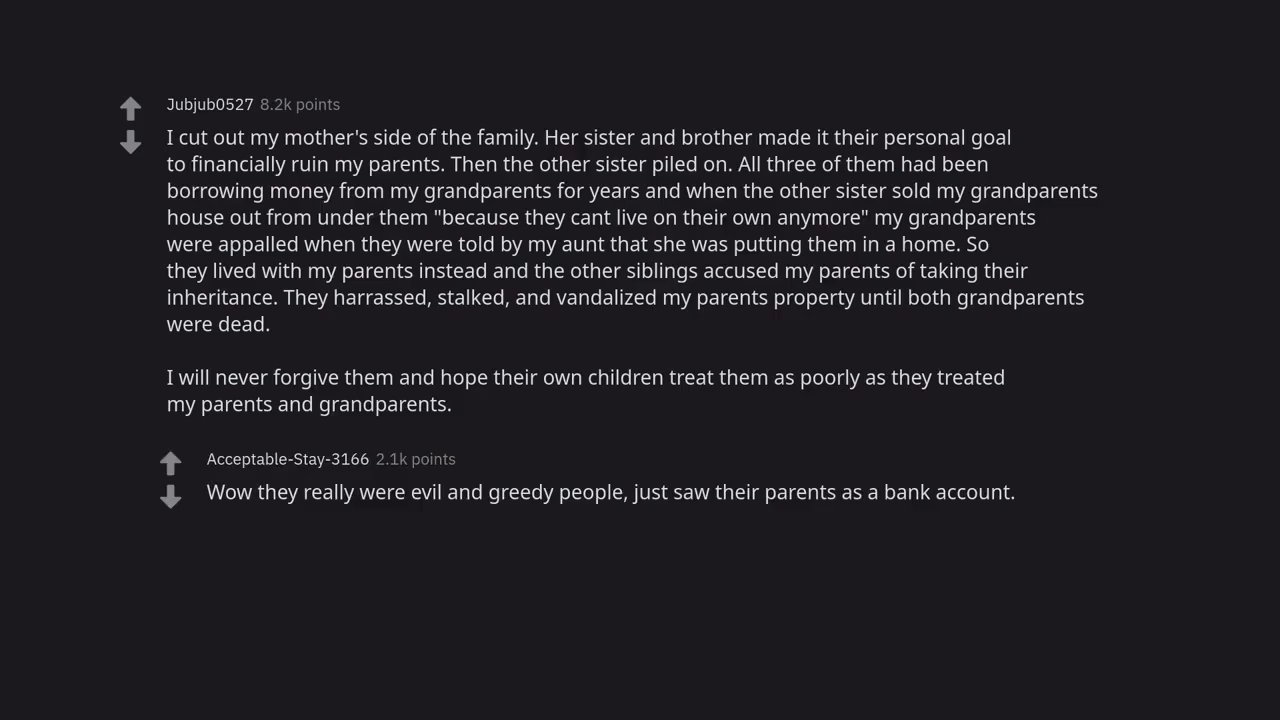 Jubjub0527 8.2k points
I cut out my mother's side of the family. Her sister and brother made it their personal goal
to financially ruin my parents. Then the other sister piled on. All three of them had been
borrowing money from my grandparents for years and when the other sister sold my grandparents
house out from under them "because they cant live on their own anymore" my grandparents
were appalled when they were told by my aunt that she was putting them in a home. So
they lived with my parents instead and the other siblings accused my parents of taking their
inheritance. They harrassed, stalked, and vandalized my parents property until both grandparents
were dead.
I will never forgive them and hope their own children treat them as poorly as they treated
my parents and grandparents.
Acceptable-Stay-3166 2.1k points
Wow they really were evil and greedy people, just saw their parents as a bank account.